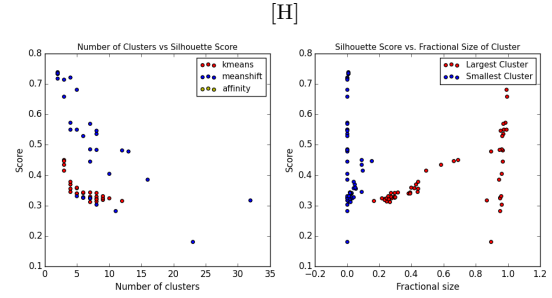 [H]
Number of Clusters vs Silhouette Score
Score
0.8
0.7
0.6
0.5
0.4
0.3
0.2
0.1
kmeans
meanshift
affinity
0 5 10 15 20 25 30 35
Number of clusters
Silhouette Score vs. Fractional Size of Cluster
Score
0.8
0.7
0.6
0.5
0.4
0.3
0.2
0.1
Largest Cluster
Smallest Cluster
−0.2 0.0 0.2 0.4 0.6 0.8 1.0 1.2
Fractional size